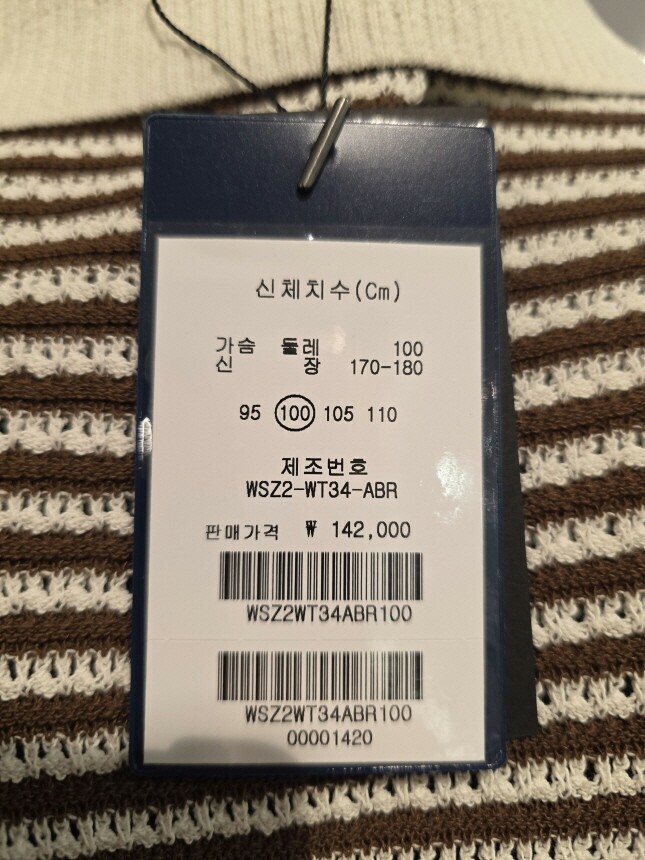 신체치수(Cm)
가슴 둘레 100
신 장 170-180
95 100 105 110
제조번호
WSZ2-WT34-ABR
판매가격 ₩ 142,000
WSZ2WT34ABR100
WSZ2WT34ABR100
00001420